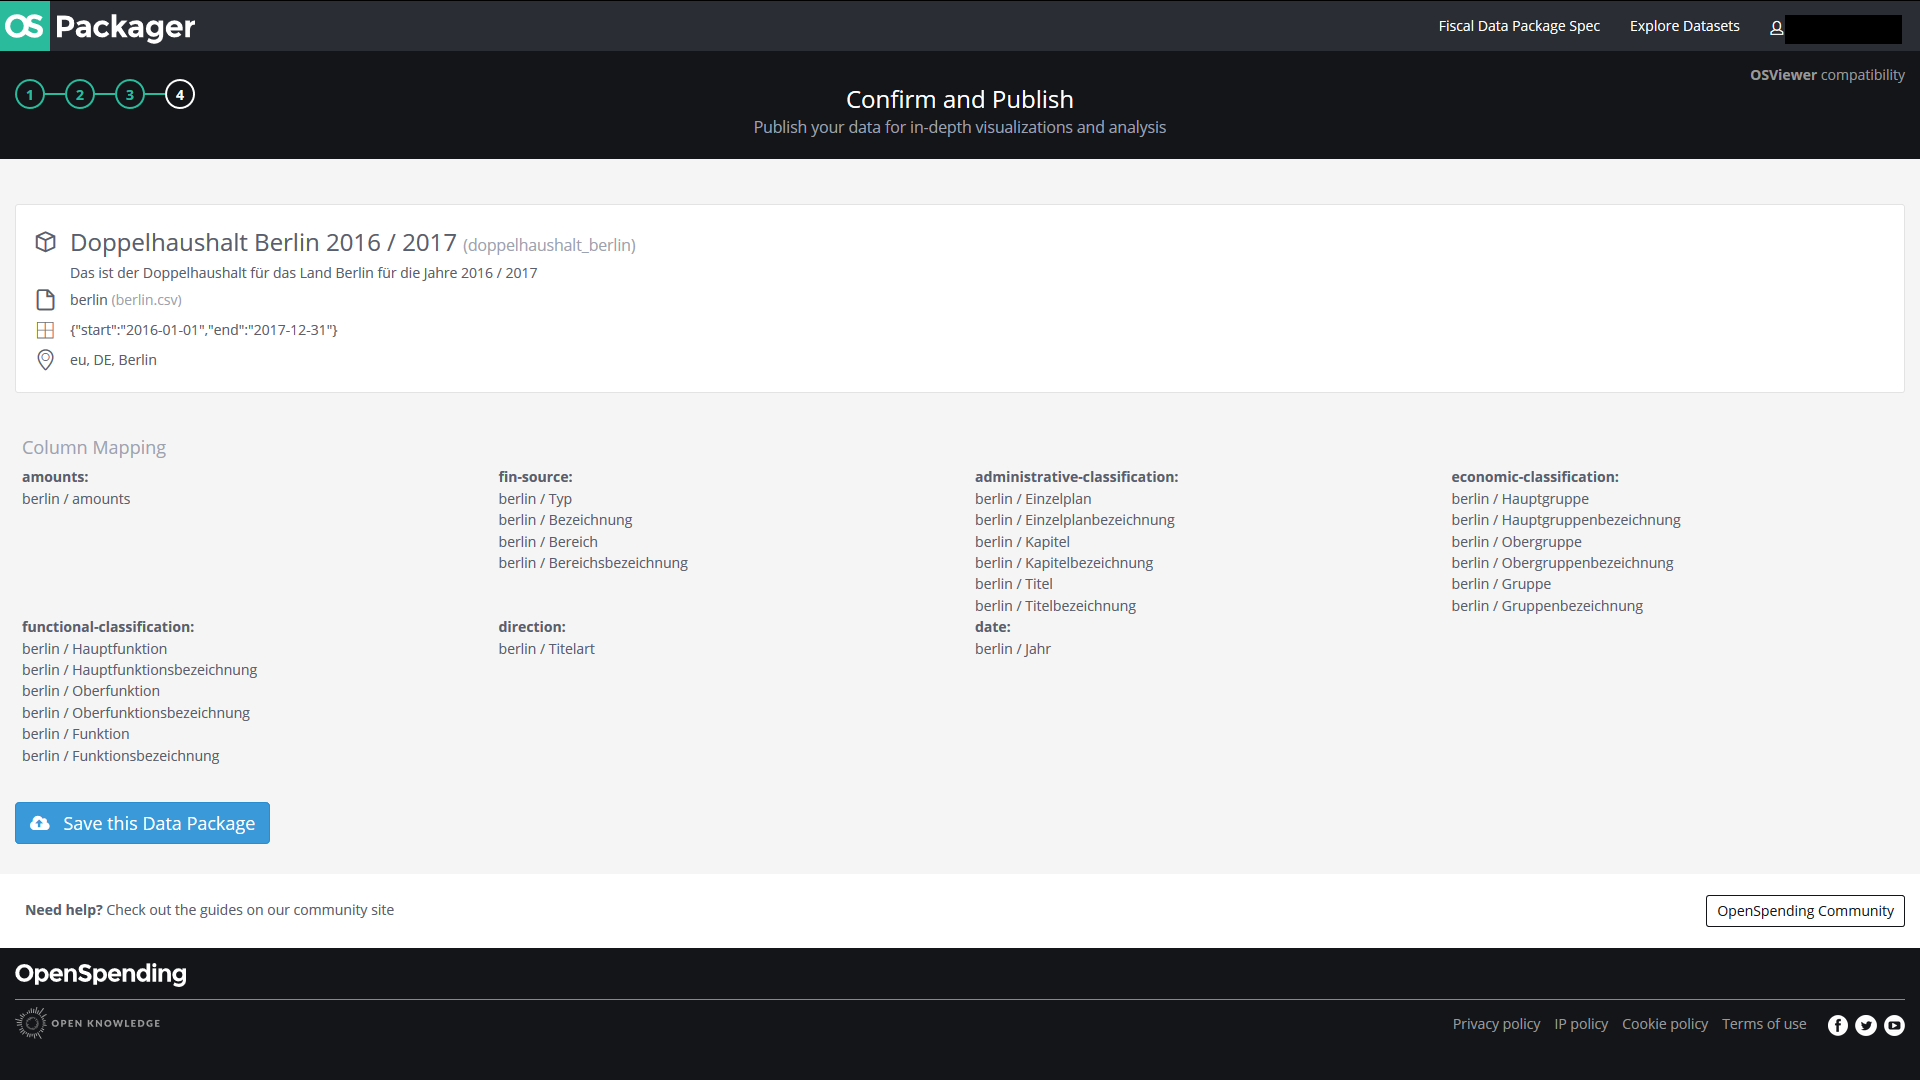 OS Packager
Fiscal Data Package Spec
Explore Datasets
1
2
3
4
Confirm and Publish
Publish your data for in-depth visualizations and analysis
OSViewer compatibility
Doppelhaushalt Berlin 2016 / 2017 (doppelhaushalt_berlin)
Das ist der Doppelhaushalt für das Land Berlin für die Jahre 2016 / 2017
berlin (berlin.csv)
{"start":"2016-01-01","end":"2017-12-31"}
eu, DE, Berlin
Column Mapping
amounts:
berlin / amounts
fin-source:
berlin / Typ
berlin / Bezeichnung
berlin / Bereich
berlin / Bereichsbezeichnung
administrative-classification:
berlin / Einzelplan
berlin / Einzelplanbezeichnung
berlin / Kapitel
berlin / Kapitelbezeichnung
berlin / Titel
berlin / Titelbezeichnung
economic-classification:
berlin / Hauptgruppe
berlin / Hauptgruppenbezeichnung
berlin / Obergruppe
berlin / Obergruppenbezeichnung
berlin / Gruppe
berlin / Gruppenbezeichnung
functional-classification:
berlin / Hauptfunktion
berlin / Hauptfunktionsbezeichnung
berlin / Oberfunktion
berlin / Oberfunktionsbezeichnung
berlin / Funktion
berlin / Funktionsbezeichnung
direction:
berlin / Titelart
date:
berlin / Jahr
Save this Data Package
Need help? Check out the guides on our community site
OpenSpending Community
OpenSpending
OPEN KNOWLEDGE
Privacy policy
IP policy
Cookie policy
Terms of use